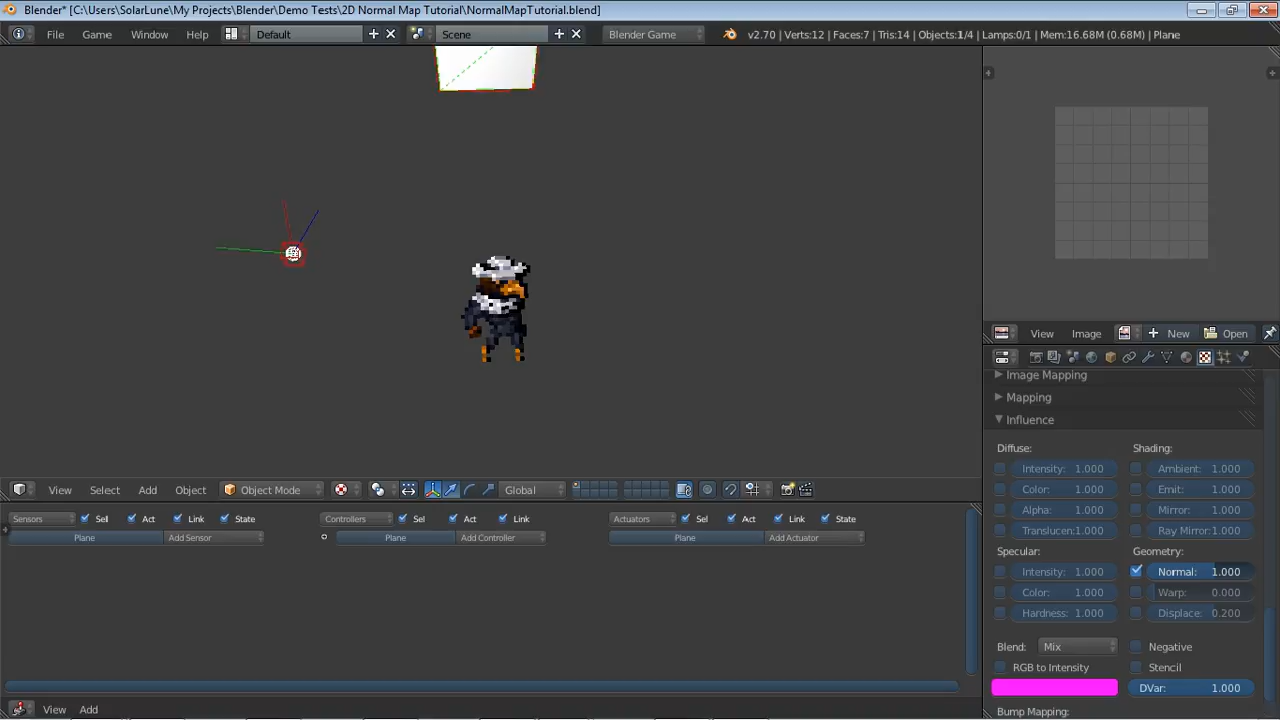 Blender* [C:\Users\SolarLune\My Projects\Blender\Demo Tests\2D Normal Map Tutorial\NormalMapTutorial.blend]
File Game Window Help Default Scene Blender Game v2.70 | Verts:12 | Faces:7 | Tris:14 | Objects:1/4 | Lamps:0/1 | Mem:16.68M (0.68M) | Plane
View Image New Open
Image Mapping
Mapping
Influence
Diffuse: Shading:
Intensity: 1.000 Ambient: 1.000
Color: 1.000 Emit: 1.000
Alpha: 1.000 Mirror: 1.000
Translucen: 1.000 Ray Mirror: 1.000
Specular: Geometry:
Intensity: 1.000 Normal: 1.000
Color: 1.000 Warp: 0.000
Hardness: 1.000 Displace: 0.200
Blend: Mix Negative
RGB to Intensity Stencil
DVar: 1.000
Bump Mapping:
View Select Add Object Object Mode Global
Sensors Sel Act Link State Controllers Sel Act Link Actuators Sel Act Link State
Plane Add Sensor Plane Add Controller Plane Add Actuator
View Add